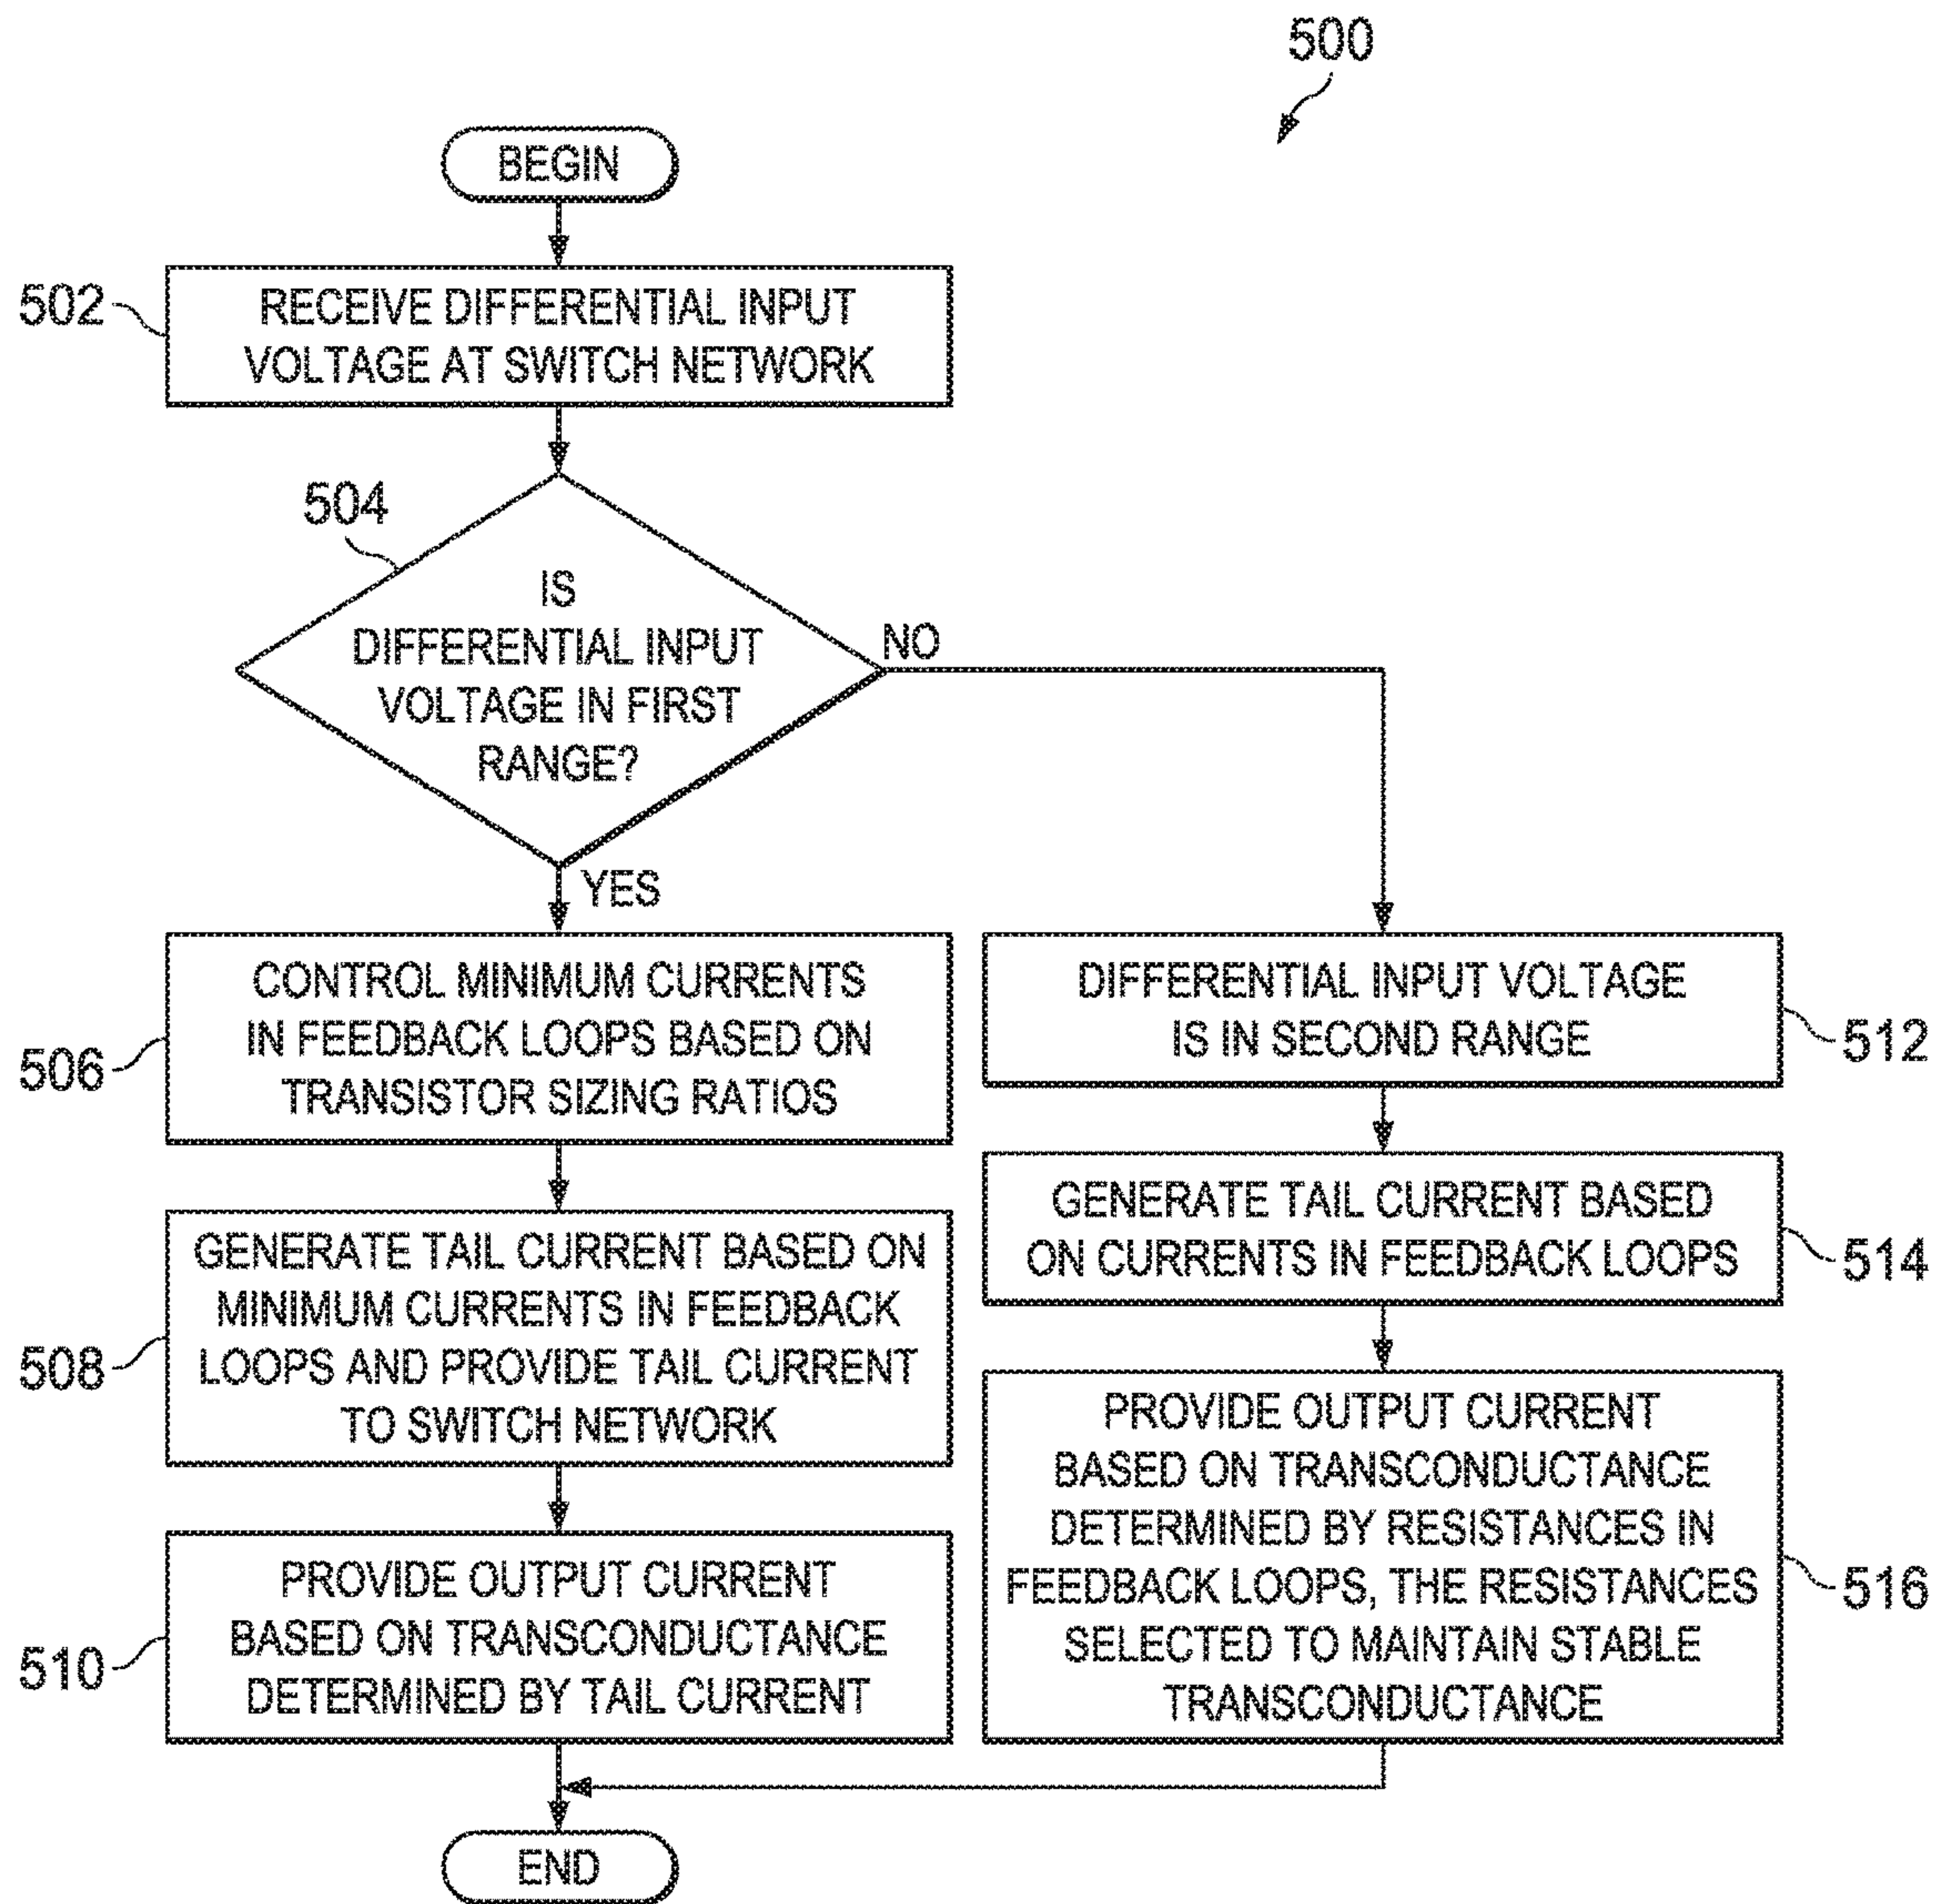 500
BEGIN
502
RECEIVE DIFFERENTIAL INPUT
VOLTAGE AT SWITCH NETWORK
504
IS
DIFFERENTIAL INPUT
VOLTAGE IN FIRST
RANGE?
NO
YES
506
CONTROL MINIMUM CURRENTS
IN FEEDBACK LOOPS BASED ON
TRANSISTOR SIZING RATIOS
508
GENERATE TAIL CURRENT BASED ON
MINIMUM CURRENTS IN FEEDBACK
LOOPS AND PROVIDE TAIL CURRENT
TO SWITCH NETWORK
510
PROVIDE OUTPUT CURRENT
BASED ON TRANSCONDUCTANCE
DETERMINED BY TAIL CURRENT
DIFFERENTIAL INPUT VOLTAGE
IS IN SECOND RANGE
512
GENERATE TAIL CURRENT BASED
ON CURRENTS IN FEEDBACK LOOPS
514
PROVIDE OUTPUT CURRENT
BASED ON TRANSCONDUCTANCE
DETERMINED BY RESISTANCES IN
FEEDBACK LOOPS, THE RESISTANCES
SELECTED TO MAINTAIN STABLE
TRANSCONDUCTANCE
516
END